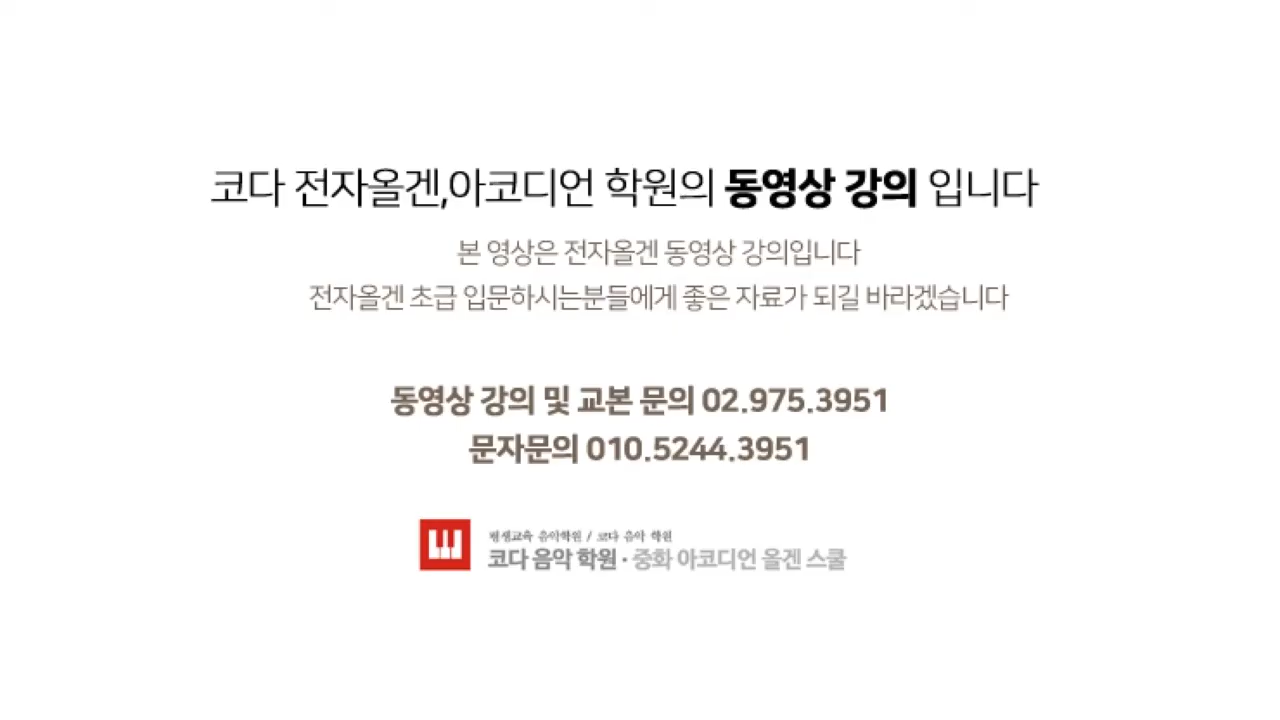 코다 전자올겐,아코디언 학원의 동영상 강의 입니다
본 영상은 전자올겐 동영상 강의입니다
전자올겐 초급 입문하시는분들에게 좋은 자료가 되길 바라겠습니다
동영상 강의 및 교본 문의 02.975.3951
문자문의 010.5244.3951
평생교육 음악학원 / 코다 음악 학원
코다 음악 학원 · 중화 아코디언 올겐 스쿨